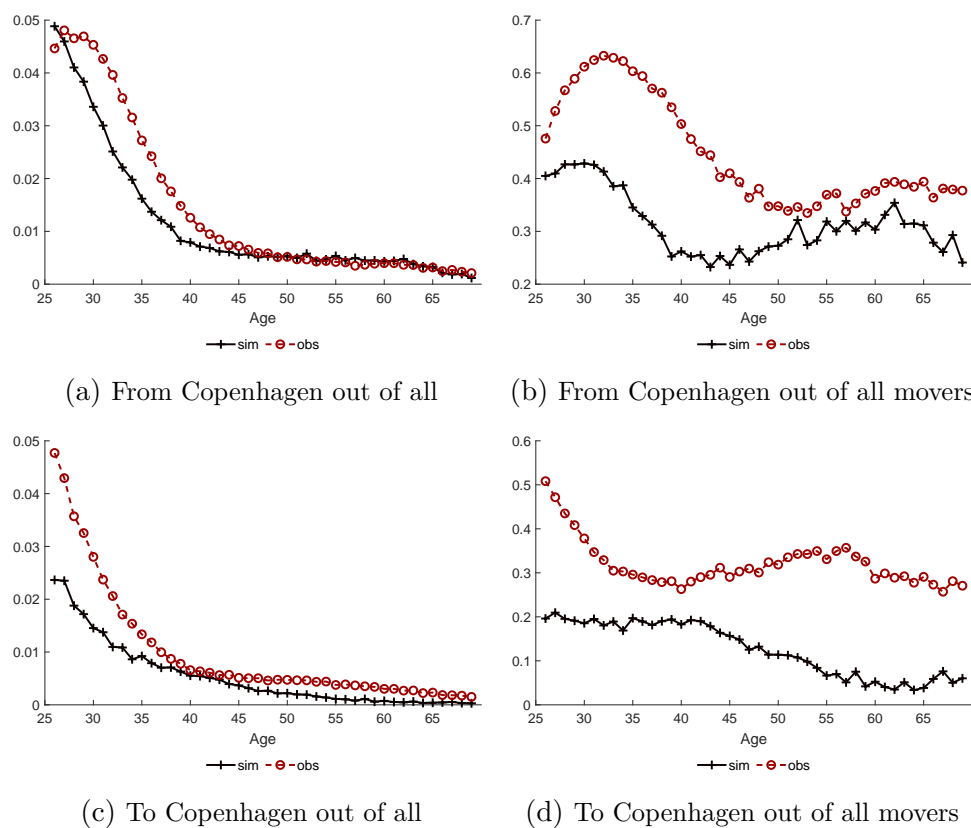 0.05
0.04
0.03
0.02
0.01
0
25 30 35 40 45 50 55 60 65
Age
sim obs
(a) From Copenhagen out of all
0.7
0.6
0.5
0.4
0.3
0.2
25 30 35 40 45 50 55 60 65
Age
sim obs
(b) From Copenhagen out of all movers
0.05
0.04
0.03
0.02
0.01
0
25 30 35 40 45 50 55 60 65
Age
sim obs
(c) To Copenhagen out of all
0.6
0.5
0.4
0.3
0.2
0.1
0
25 30 35 40 45 50 55 60 65
Age
sim obs
(d) To Copenhagen out of all movers